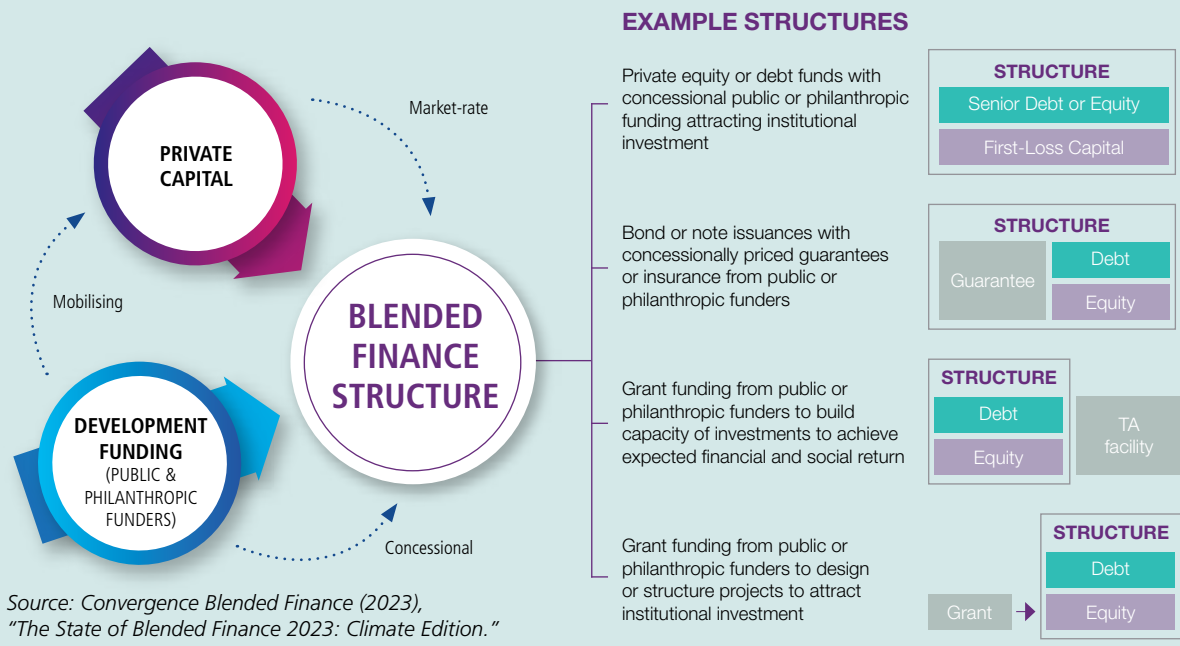 EXAMPLE STRUCTURES
PRIVATE
CAPITAL
Market-rate
Mobilising
DEVELOPMENT
FUNDING
(PUBLIC &
PHILANTHROPIC
FUNDERS)
Concessional
BLENDED
FINANCE
STRUCTURE
Private equity or debt funds with
concessional public or philanthropic
funding attracting institutional
investment
STRUCTURE
Senior Debt or Equity
First-Loss Capital
Bond or note issuances with
concessionally priced guarantees
or insurance from public or
philanthropic funders
STRUCTURE
Guarantee
Debt
Equity
Grant funding from public or
philanthropic funders to build
capacity of investments to achieve
expected financial and social return
STRUCTURE
Debt
Equity
TA
facility
Grant funding from public or
philanthropic funders to design
or structure projects to attract
institutional investment
Grant
STRUCTURE
Debt
Equity
Source: Convergence Blended Finance (2023),
“The State of Blended Finance 2023: Climate Edition.”